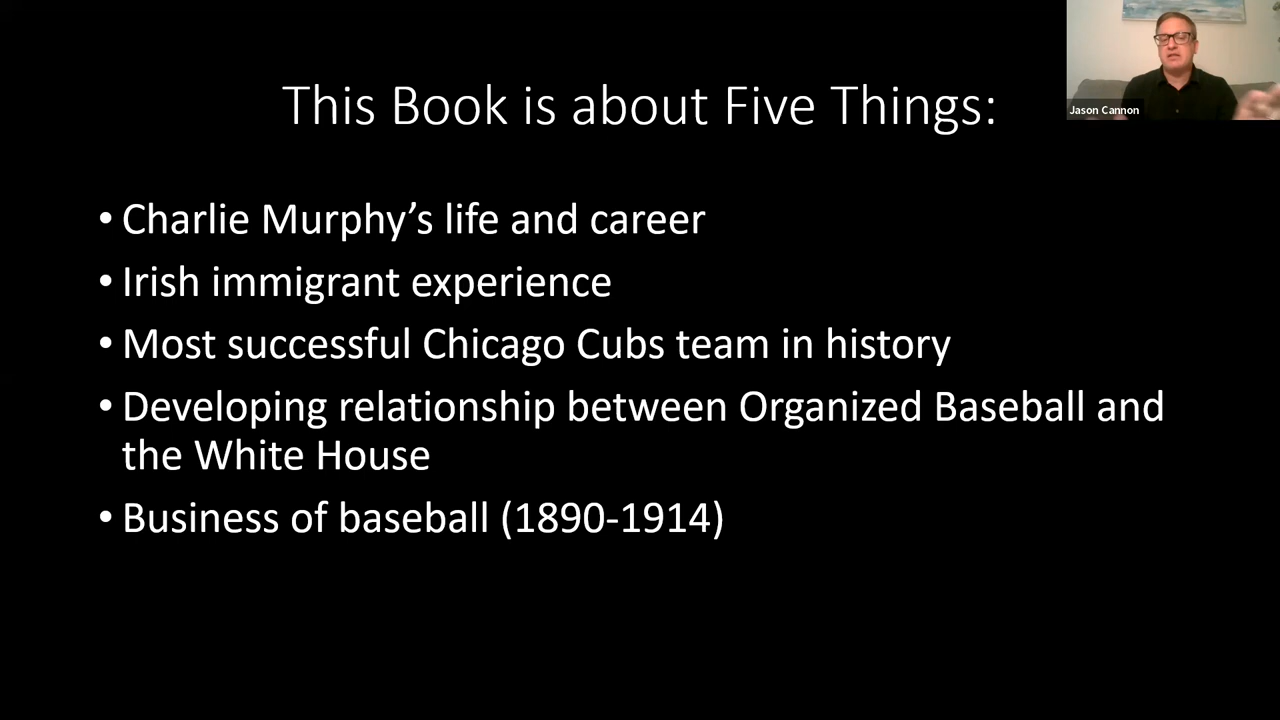 This Book is about Five Things:
Jason Cannon
• Charlie Murphy’s life and career
• Irish immigrant experience
• Most successful Chicago Cubs team in history
• Developing relationship between Organized Baseball and
the White House
• Business of baseball (1890-1914)